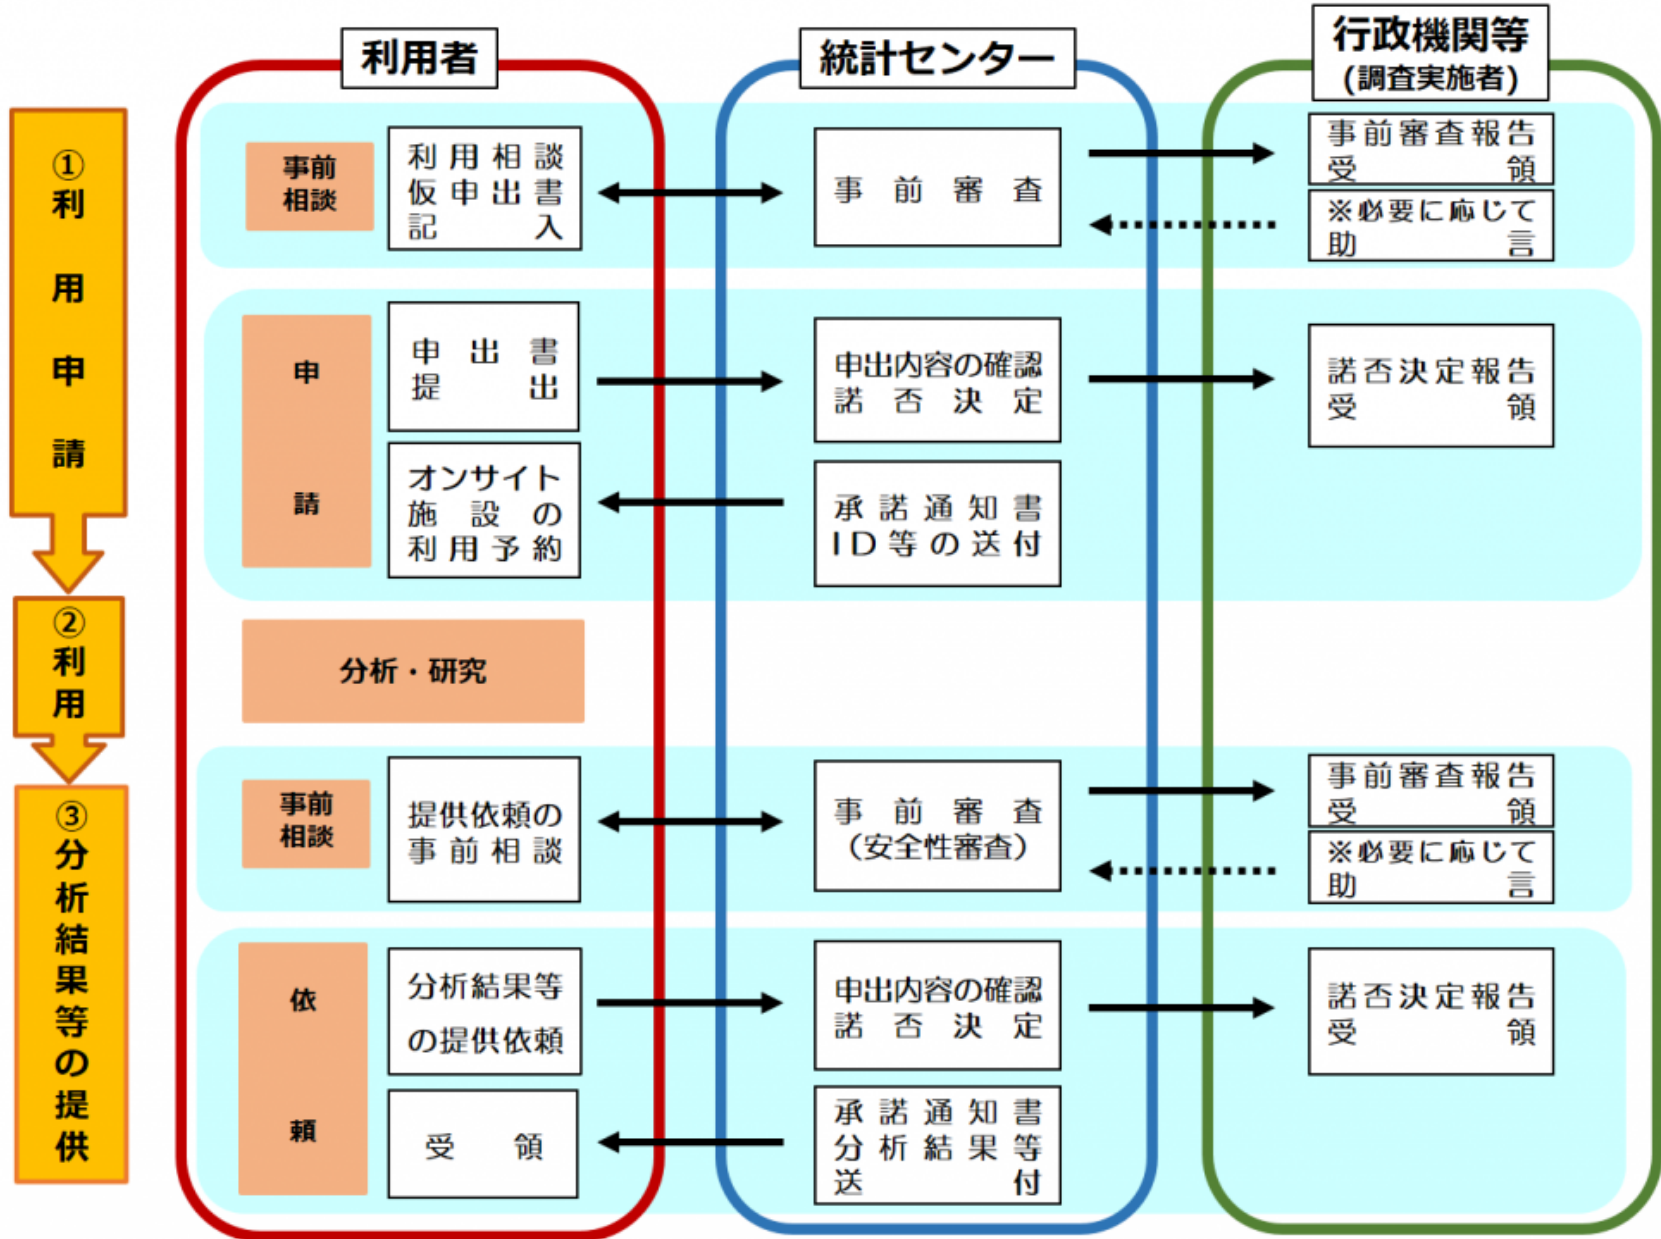 利用者
統計センター
行政機関等
(調査実施者)
①利用申請
事前
相談
利用相談
仮申出書
記入
事前審査
事前審査報告
受領
※必要に応じて
助言
申請
申出書
提出
申出内容の確認
諾否決定
諾否決定報告
受領
オンサイト
施設の
利用予約
承諾通知書
ID等の送付
②利用
分析・研究
③分析結果等の提供
事前
相談
提供依頼の
事前相談
事前審査
（安全性審査）
事前審査報告
受領
※必要に応じて
助言
依頼
分析結果等
の提供依頼
申出内容の確認
諾否決定
諾否決定報告
受領
受領
承諾通知書
分析結果等
送付